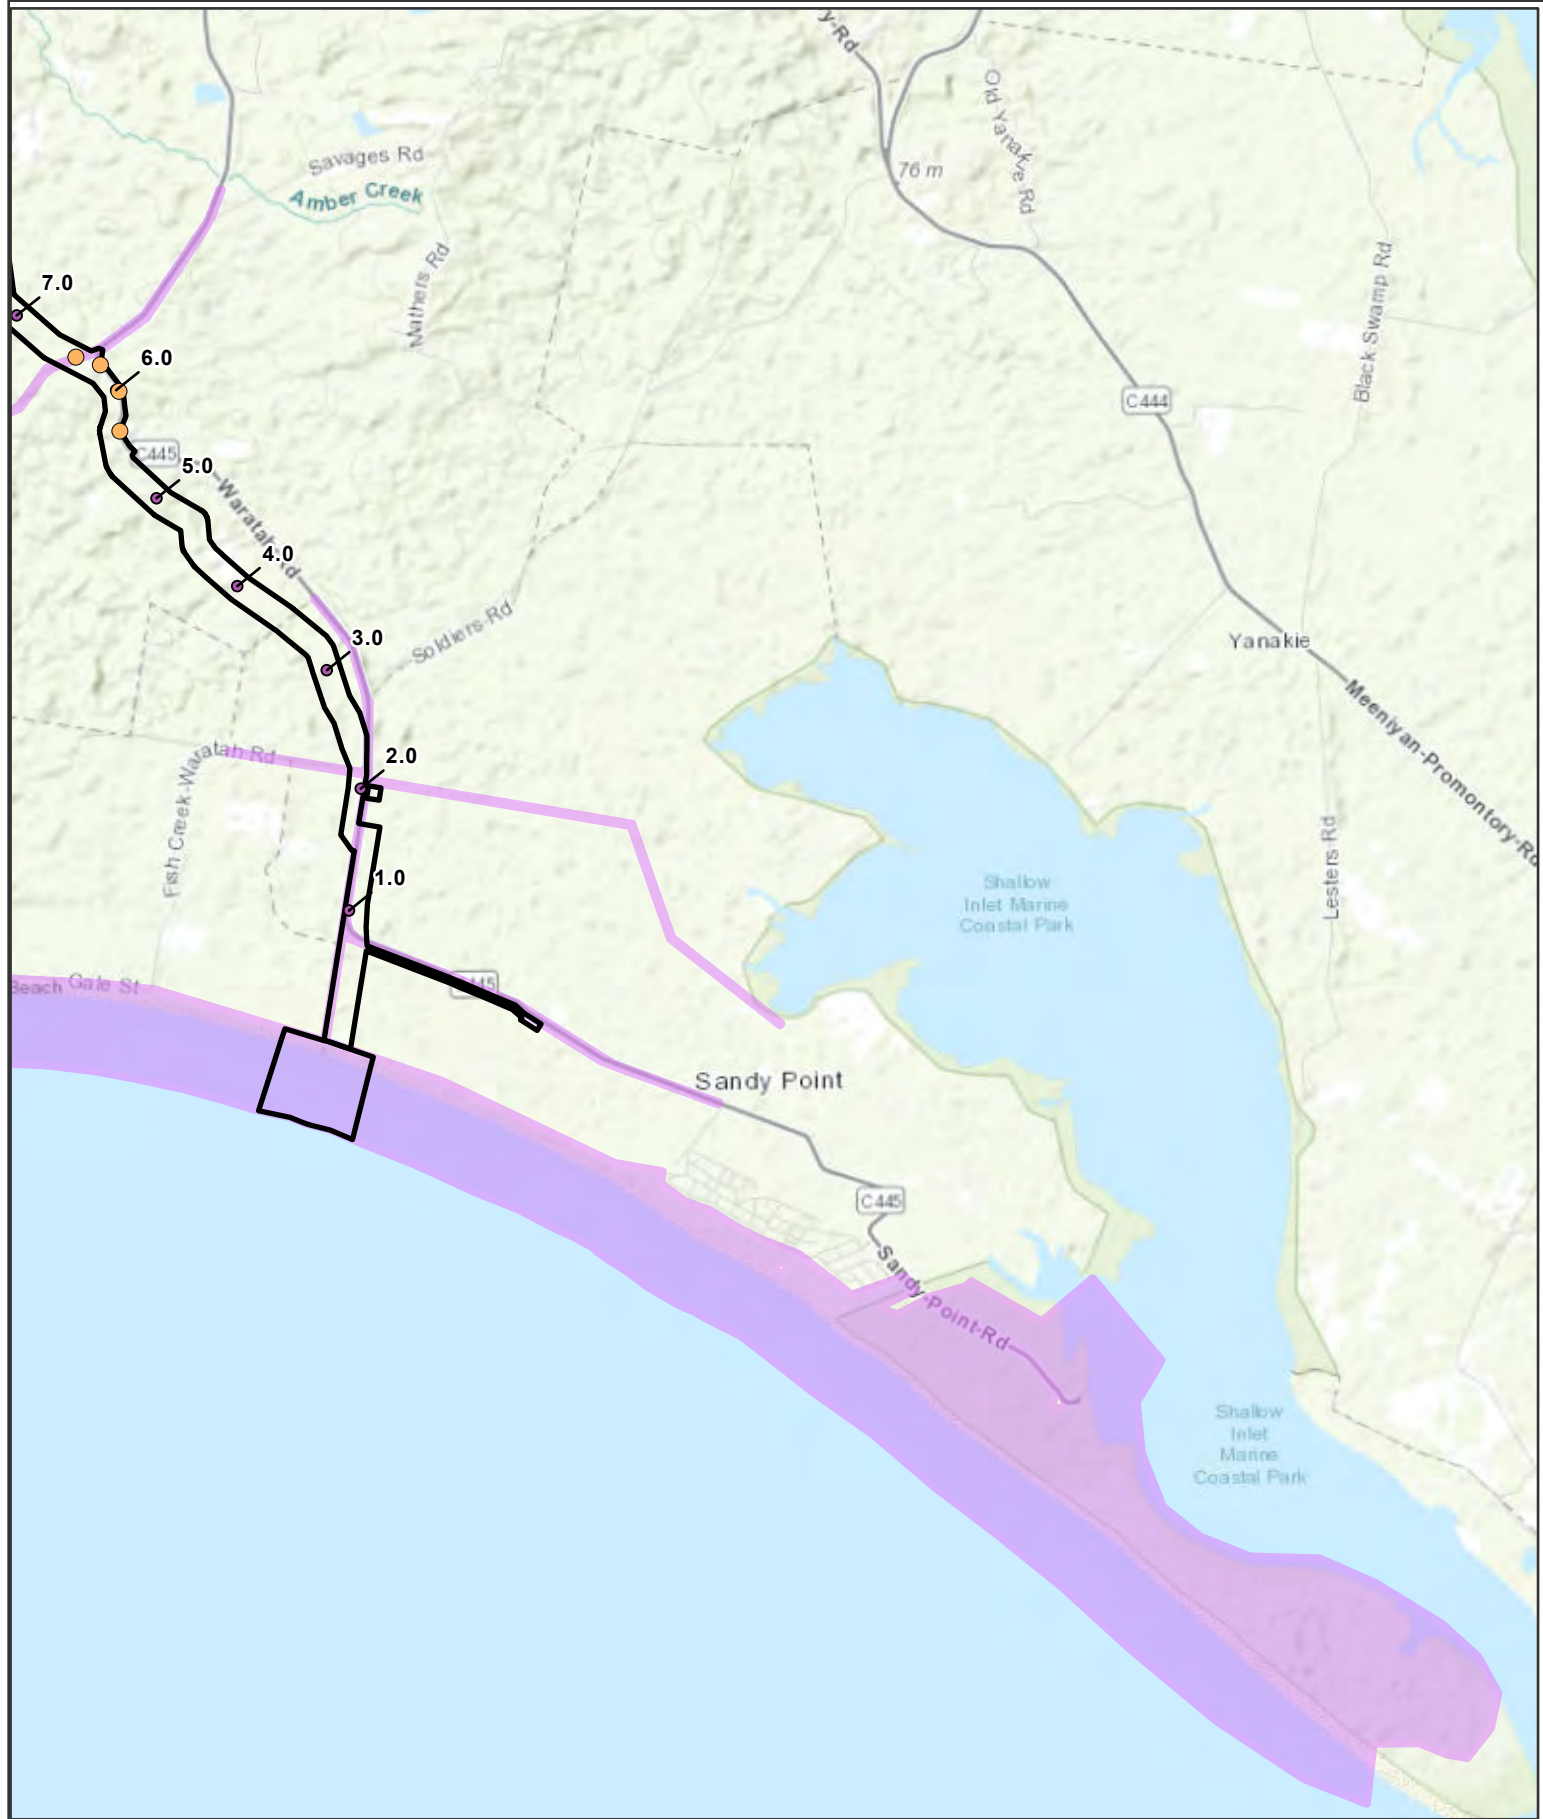 y-Rd
Old Yanakie Rd
Savages Rd
76 m
Amber Creek
Mathers Rd
Black Swamp Rd
7.0
6.0
C444
C445
5.0
Waratah-Rd
4.0
Soldiers-Rd
3.0
Yanakie
Meeniyan-Promontory-Rd
Fish Creek-Waratah Rd
2.0
Lesters Rd
1.0
Shallow
Inlet Marine
Coastal Park
Beach
Gale St
Sandy Point
C445
Sandy-Point-Rd
Shallow
Inlet
Marine
Coastal Park